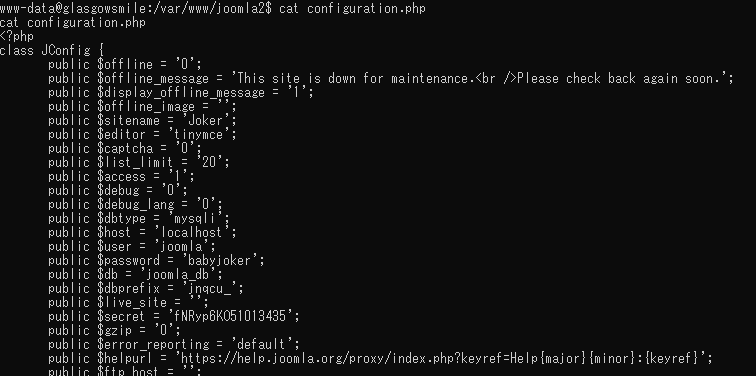 www-data@glasgowsmile:/var/www/joomla2$ cat configuration.php
cat configuration.php
<?php
class JConfig {
        public $offline = '0';
        public $offline_message = 'This site is down for maintenance.<br />Please check back again soon.';
        public $display_offline_message = '1';
        public $offline_image = '';
        public $sitename = 'Joker';
        public $editor = 'tinymce';
        public $captcha = '0';
        public $list_limit = '20';
        public $access = '1';
        public $debug = '0';
        public $debug_lang = '0';
        public $dbtype = 'mysqli';
        public $host = 'localhost';
        public $user = 'joomla';
        public $password = 'babyjoker';
        public $db = 'joomla_db';
        public $dbprefix = 'jnqcu_';
        public $live_site = '';
        public $secret = 'fNRyp6KO51013435';
        public $gzip = '0';
        public $error_reporting = 'default';
        public $helpurl = 'https://help.joomla.org/proxy/index.php?keyref=Help{major}{minor}:{keyref}';
        public $ftp_host = '';